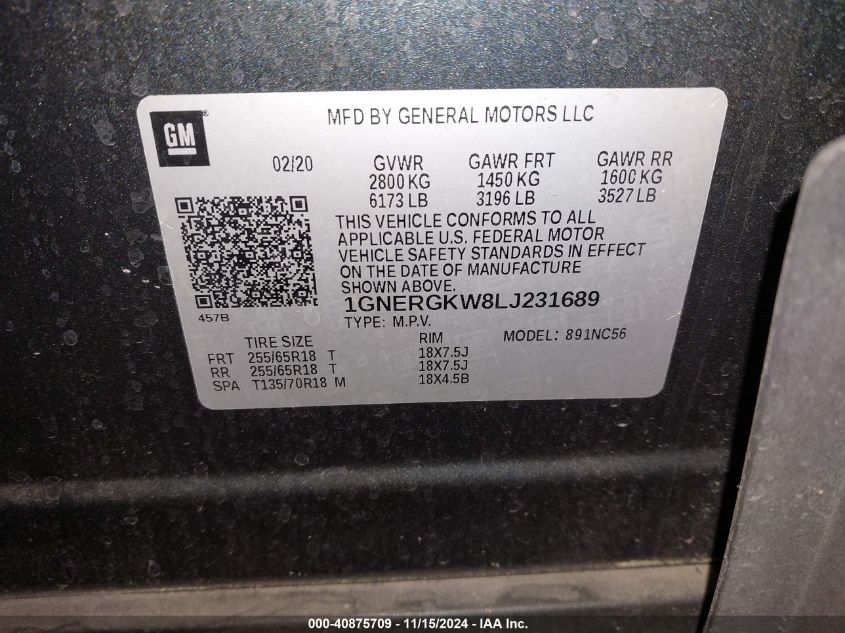 GM
MFD BY GENERAL MOTORS LLC
02/20 GVWR GAWR FRT GAWR RR
2800 KG 1450 KG 1600 KG
6173 LB 3196 LB 3527 LB
THIS VEHICLE CONFORMS TO ALL
APPLICABLE U.S. FEDERAL MOTOR
VEHICLE SAFETY STANDARDS IN EFFECT
ON THE DATE OF MANUFACTURE
SHOWN ABOVE.
457B
1GNERGKW8LJ231689
TYPE: M.P.V.
MODEL: 891NC56
TIRE SIZE RIM
FRT 255/65R18 T 18X7.5J
RR 255/65R18 T 18X7.5J
SPA T135/70R18 M 18X4.5B
000-40875709 - 11/15/2024 - IAA Inc.